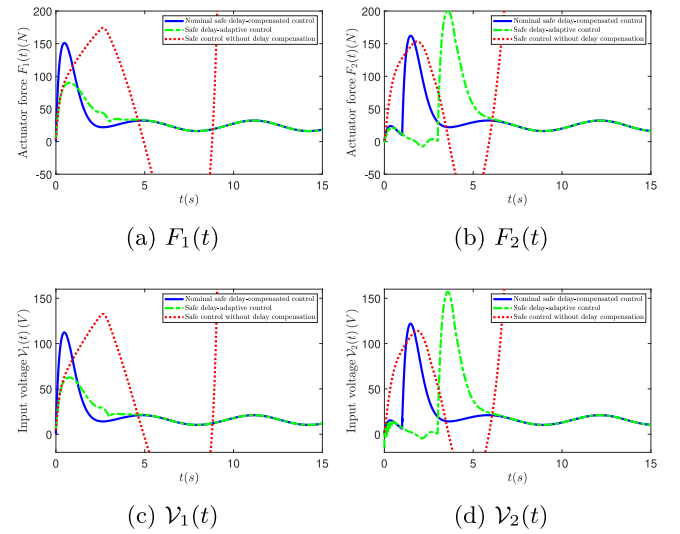 200
150
100
50
0
-50
0
5
10
15
Actuator force F₁(t)(N)
t(s)
Nominal safe delay-compensated control
Safe delay-adaptive control
Safe control without delay compensation
(a) F₁(t)
200
150
100
50
0
-50
0
5
10
15
Actuator force F₂(t)(N)
t(s)
Nominal safe delay-compensated control
Safe delay-adaptive control
Safe control without delay compensation
(b) F₂(t)
150
100
50
0
0
5
10
15
Input voltage 𝒱₁(t) (V)
t(s)
Nominal safe delay-compensated control
Safe delay-adaptive control
Safe control without delay compensation
(c) 𝒱₁(t)
150
100
50
0
0
5
10
15
Input voltage 𝒱₂(t) (V)
t(s)
Nominal safe delay-compensated control
Safe delay-adaptive control
Safe control without delay compensation
(d) 𝒱₂(t)